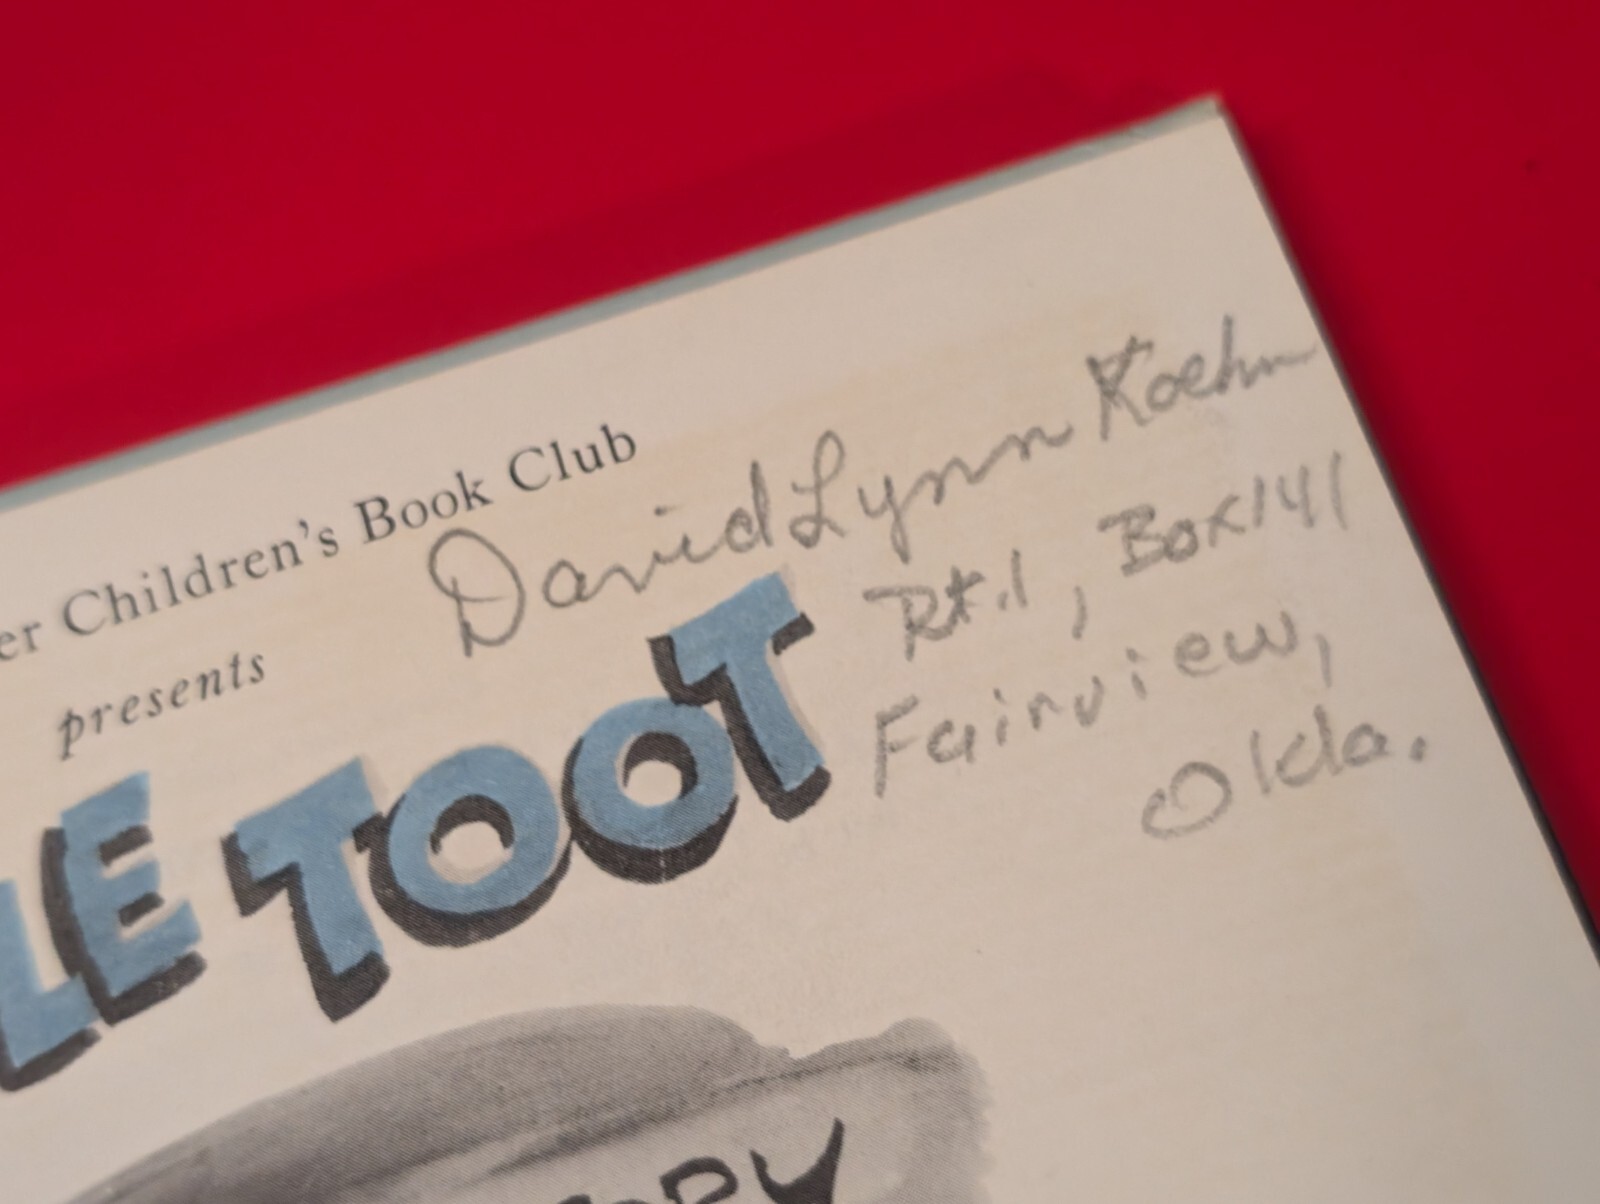 er Children's Book Club
presents
David Lynn Koehn
Rt. 1, Box 141
Fairview,
Okla.
LE TOOT